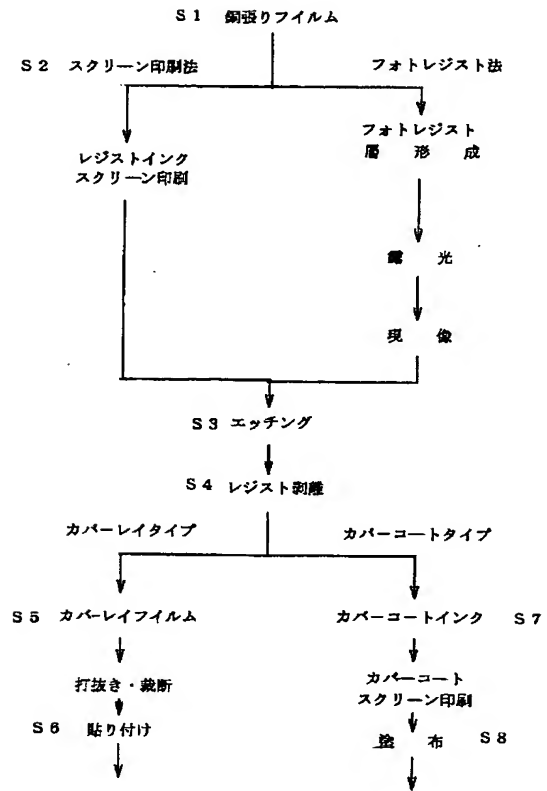 S1 銅張りフイルム
S2 スクリーン印刷法
フォトレジスト法
レジストインク
スクリーン印刷
フォトレジスト
層 形 成
露 光
現 像
S3 エッチング
S4 レジスト剥離
カバーレイタイプ
カバーコートタイプ
S5 カバーレイフイルム
カバーコートインク S7
打抜き・裁断
カバーコート
スクリーン印刷
S6 貼り付け
塗 布 S8